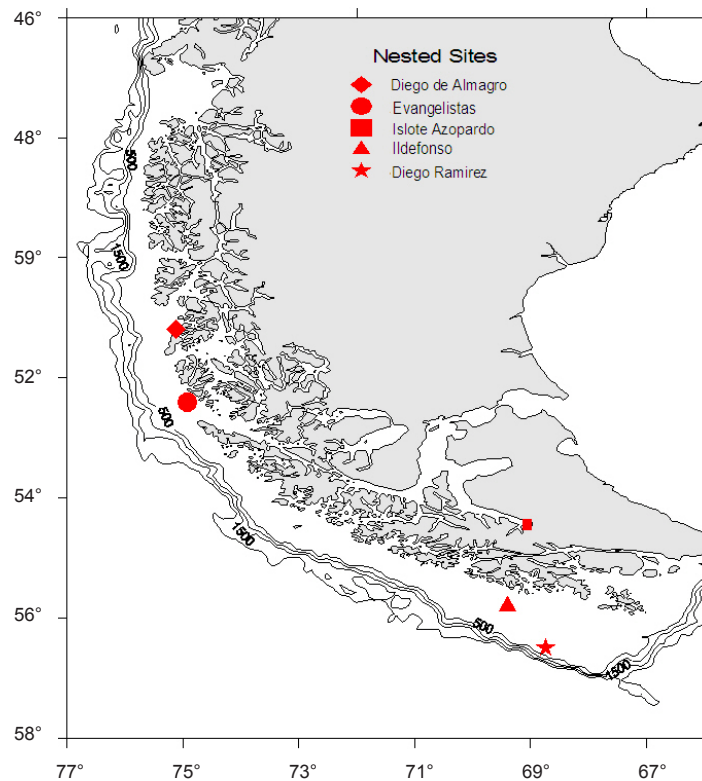 46°
Nested Sites
Diego de Almagro
Evangelistas
Islote Azopardo
Ildefonso
Diego Ramirez
48°
500
59°
1500
52°
500
54°
1500
56°
500
1500
58°
77° 75° 73° 71° 69° 67°